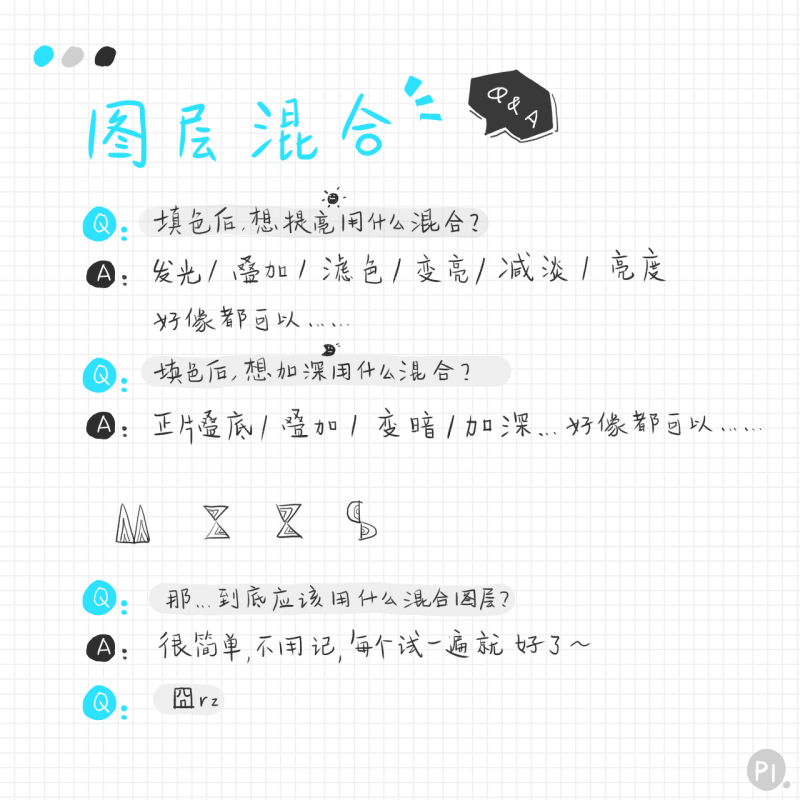 图层混合
Q & A
Q: 填色后,想提亮用什么混合?
A: 发光/叠加/滤色/变亮/减淡/亮度
好像都可以……
Q: 填色后,想加深用什么混合?
A: 正片叠底/叠加/变暗/加深…好像都可以……
Q: 那…到底应该用什么混合图层?
A: 很简单,不用记,每个试一遍就好了~
Q: 囧rz
P1.